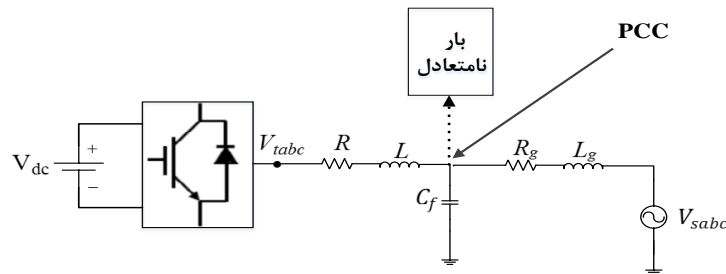 بار
نامتعادل
PCC
V_dc
+
−
V_tabc
R
L
R_g
L_g
C_f
V_sabc